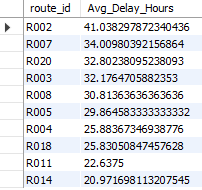 route_id Avg_Delay_Hours
R002 41.038297872340436
R007 34.00980392156864
R020 32.80238095238093
R003 32.1764705882353
R008 30.81363636363636
R005 29.864583333333332
R004 25.88367346938776
R018 25.83050847457628
R011 22.6375
R014 20.971698113207545